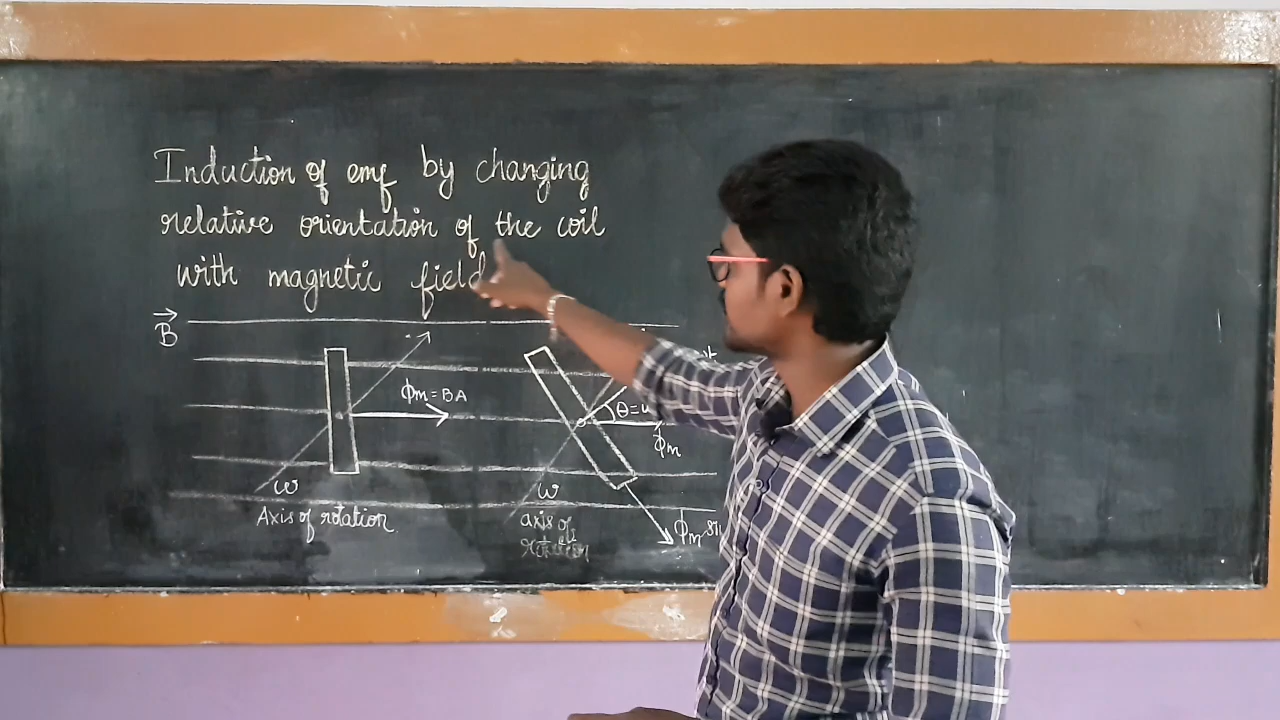 Induction of emf by changing
relative orientation of the coil
with magnetic field
B
ϕm = BA
θ=
ϕm
ω
Axis of rotation
ω
axis of
rotation
ϕm